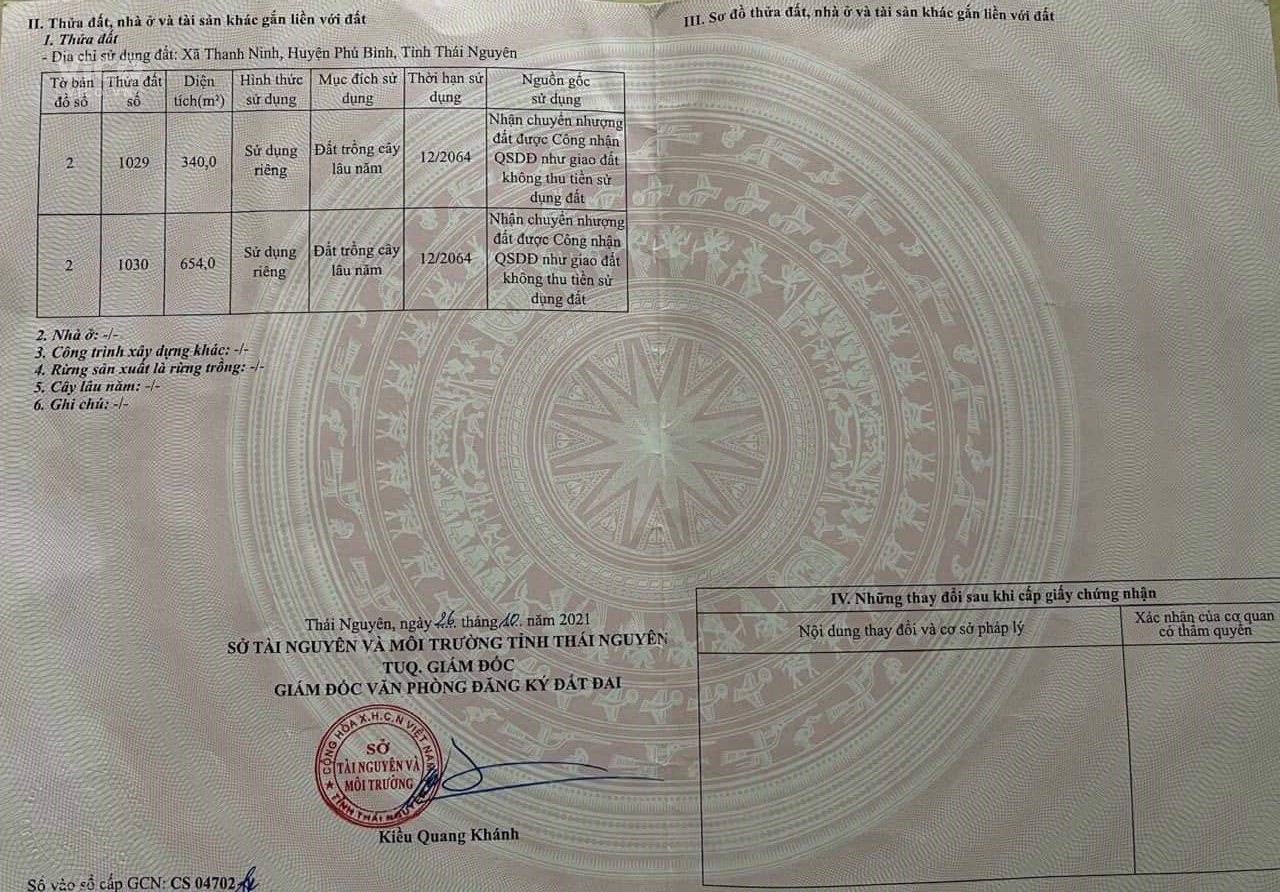 II. Thửa đất, nhà ở và tài sản khác gắn liền với đất
1. Thửa đất
- Địa chỉ sử dụng đất: Xã Thanh Ninh, Huyện Phú Bình, Tỉnh Thái Nguyên
Tờ bản đồ số
Thửa đất số
Diện tích(m²)
Hình thức sử dụng
Mục đích sử dụng
Thời hạn sử dụng
Nguồn gốc sử dụng
2
1029
340,0
Sử dụng riêng
Đất trồng cây lâu năm
12/2064
Nhận chuyển nhượng
đất được Công nhận
QSDĐ như giao đất
không thu tiền sử
dụng đất
2
1030
654,0
Sử dụng riêng
Đất trồng cây lâu năm
12/2064
Nhận chuyển nhượng
đất được Công nhận
QSDĐ như giao đất
không thu tiền sử
dụng đất
2. Nhà ở: -/-
3. Công trình xây dựng khác: -/-
4. Rừng sản xuất là rừng trồng: -/-
5. Cây lâu năm: -/-
6. Ghi chú: -/-
Thái Nguyên, ngày 26. tháng 10. năm 2021
SỞ TÀI NGUYÊN VÀ MÔI TRƯỜNG TỈNH THÁI NGUYÊN
TUQ. GIÁM ĐỐC
GIÁM ĐỐC VĂN PHÒNG ĐĂNG KÝ ĐẤT ĐAI
CỘNG HÒA X.H.C.N VIỆT NAM
SỞ
TÀI NGUYÊN VÀ
MÔI TRƯỜNG
TỈNH THÁI NGUYÊN
Kiều Quang Khánh
Số vào sổ cấp GCN: CS 04702
III. Sơ đồ thửa đất, nhà ở và tài sản khác gắn liền với đất
IV. Những thay đổi sau khi cấp giấy chứng nhận
Nội dung thay đổi và cơ sở pháp lý
Xác nhận của cơ quan
có thẩm quyền